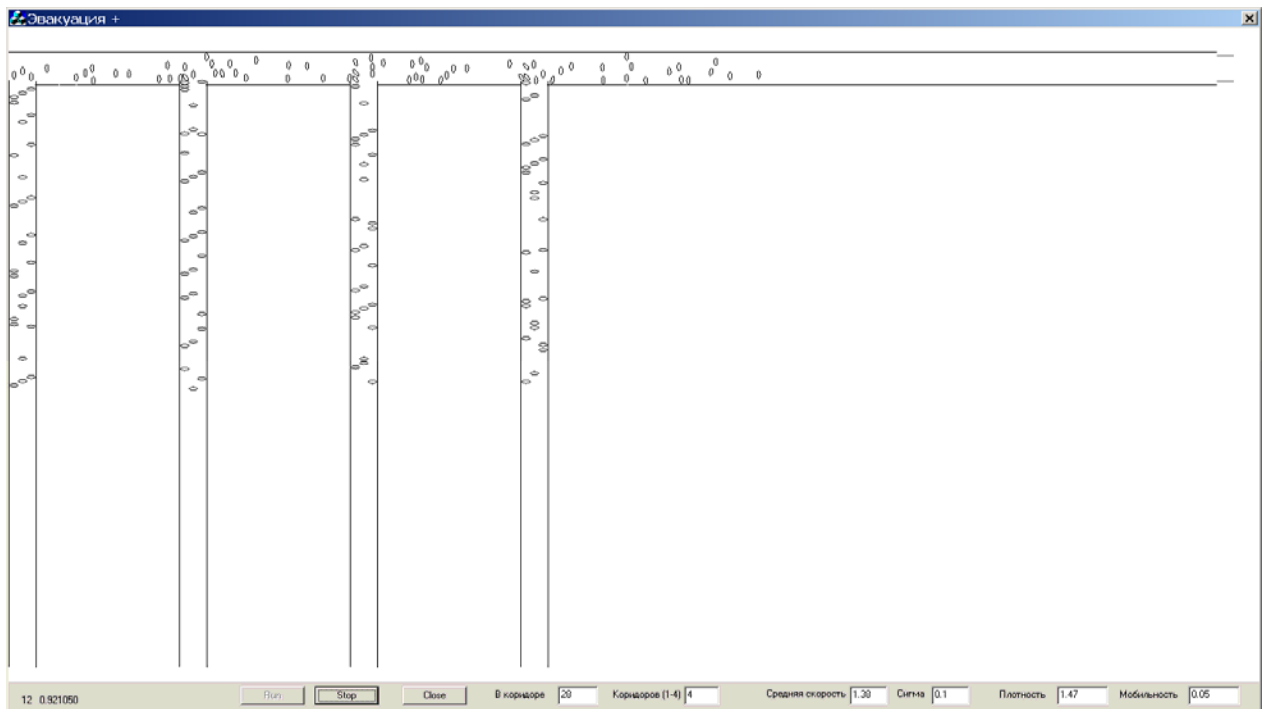 Эвакуация +
12 0.921050 Run Stop Close В коридоре 28 Коридоров (1-4) 4 Средняя скорость 1.38 Сигма 0.1 Плотность 1.47 Мобильность 0.05